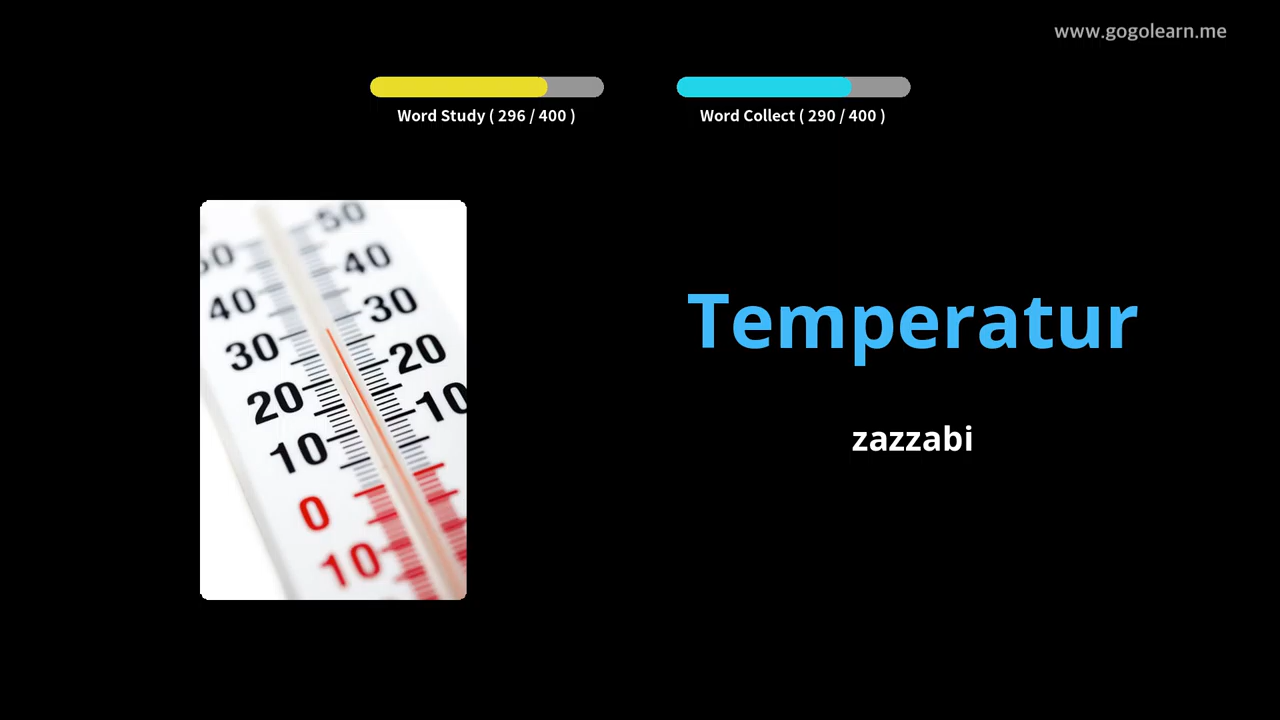 www.gogolearn.me
Word Study ( 296 / 400 )
Word Collect ( 290 / 400 )
50
40
40
30
30
20
20
10
10
0
10
Temperatur
zazzabi